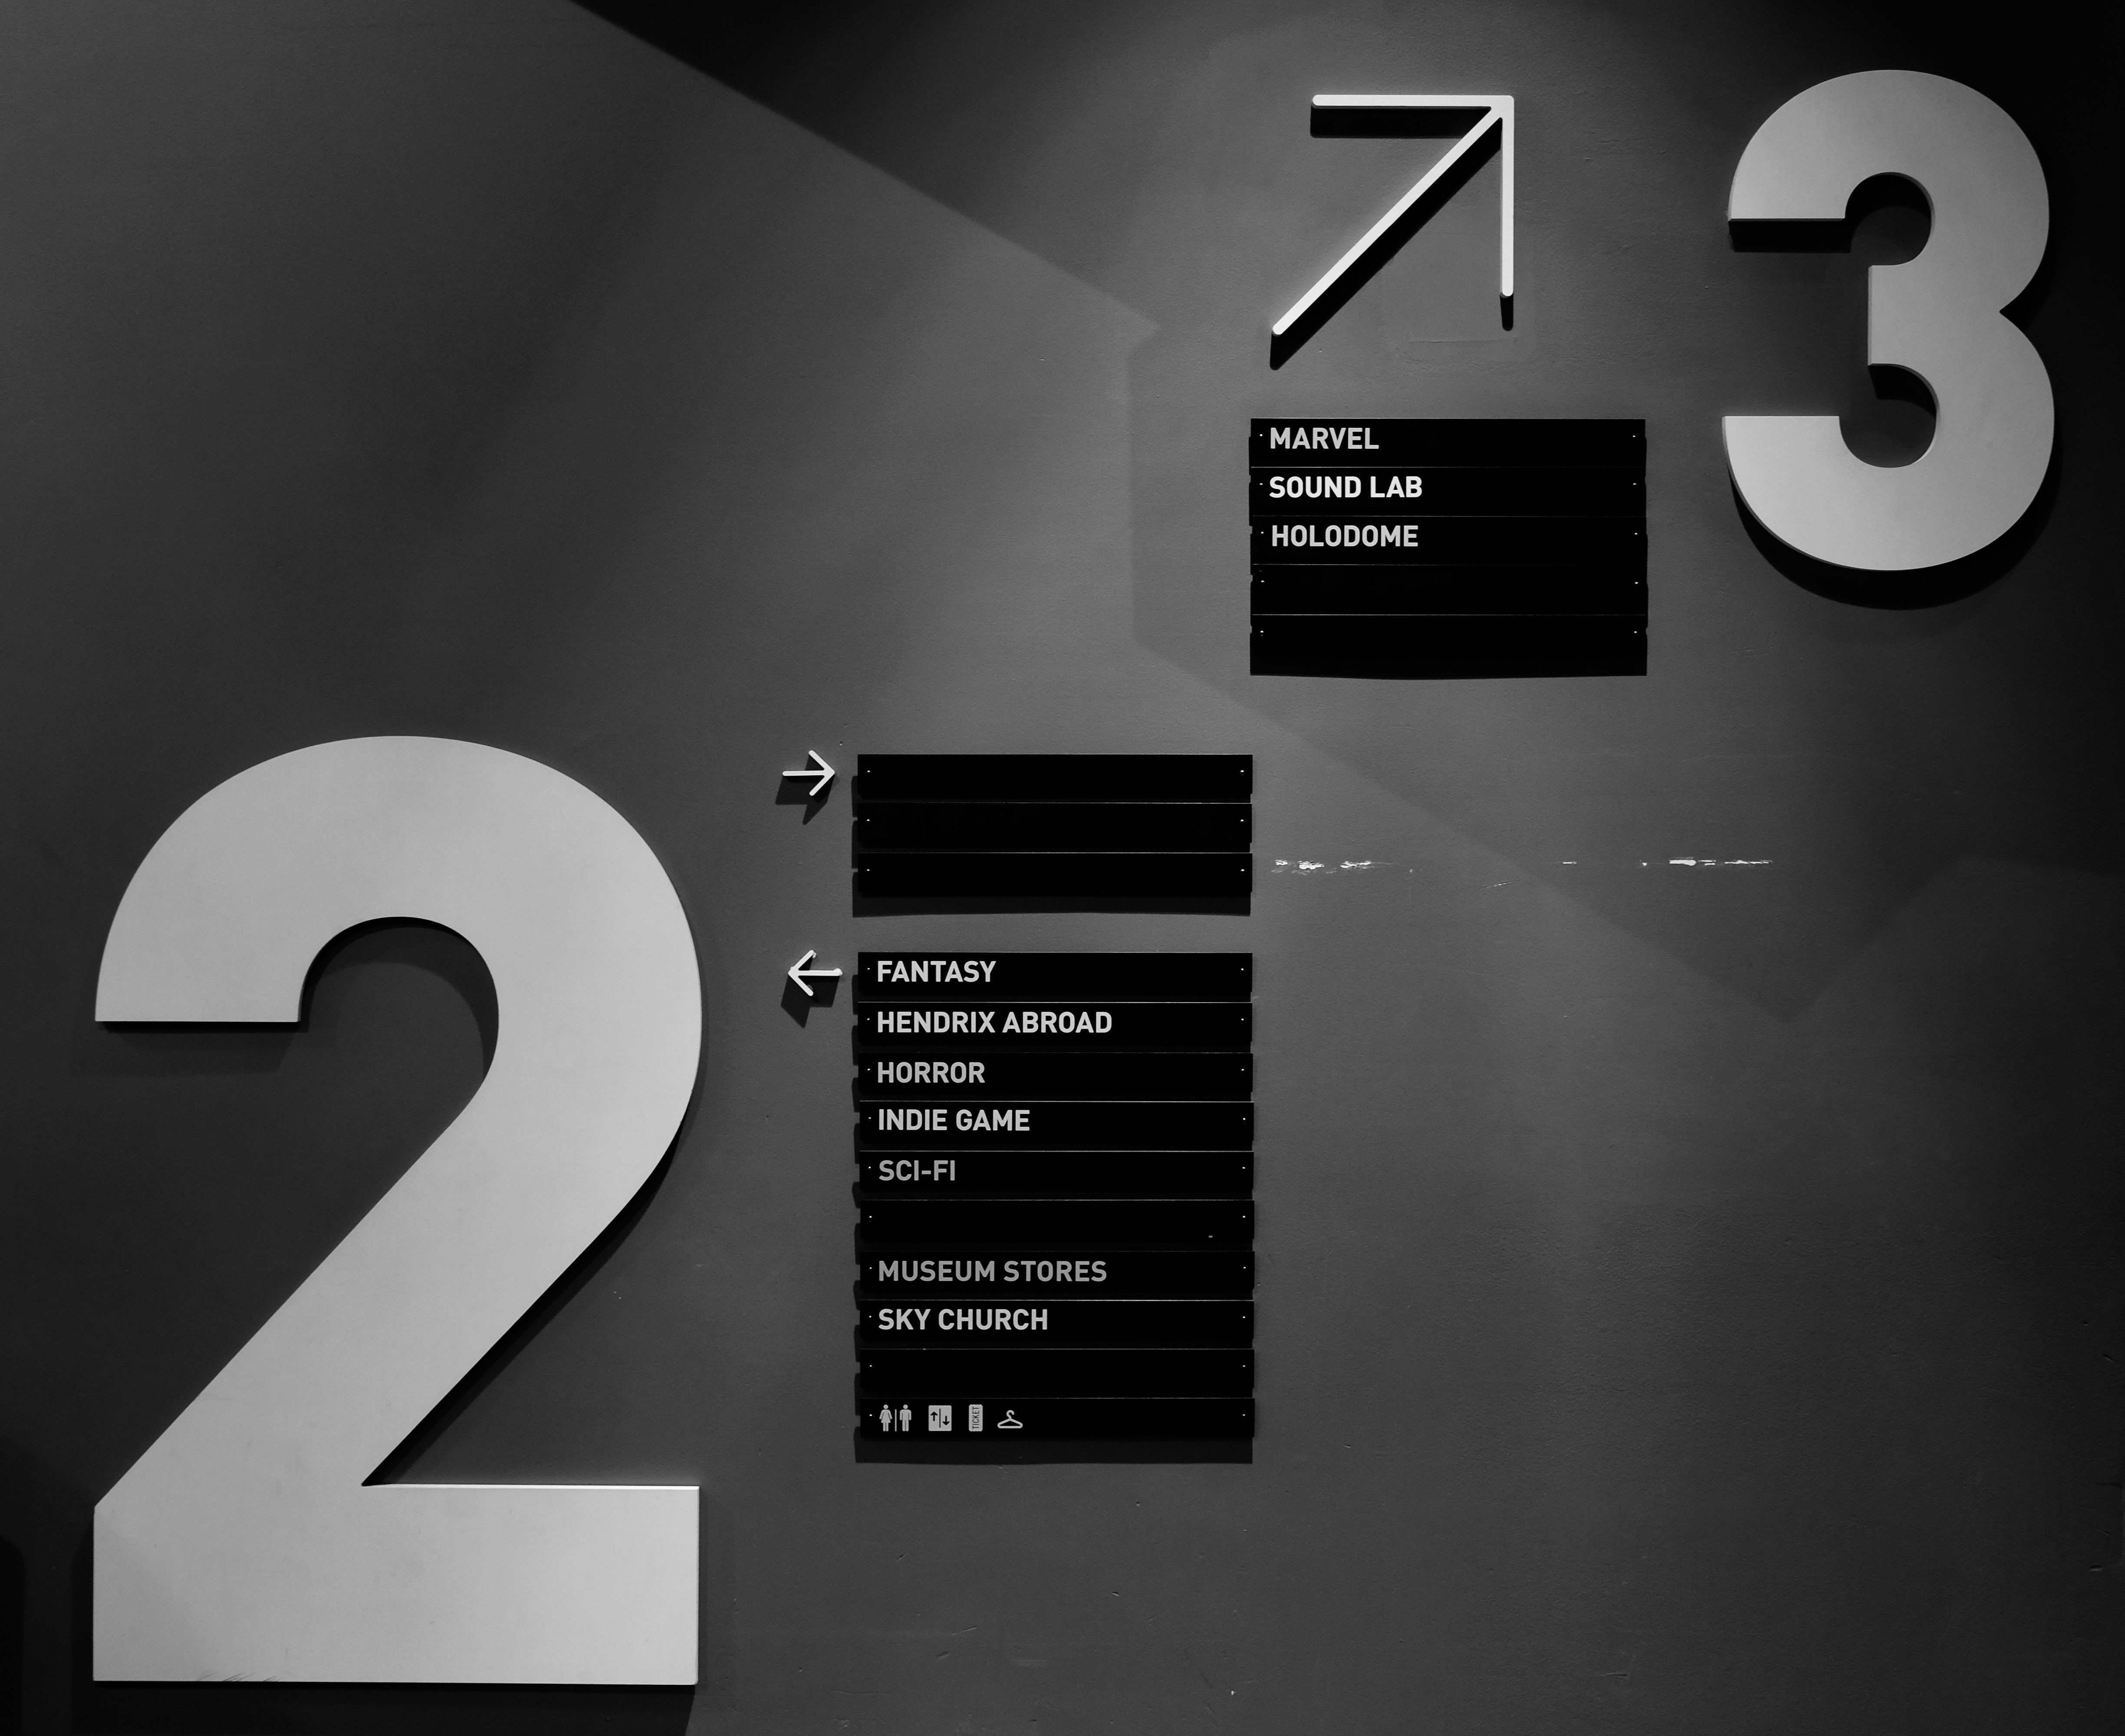 3
MARVEL
SOUND LAB
HOLODOME
2
FANTASY
HENDRIX ABROAD
HORROR
INDIE GAME
SCI-FI
MUSEUM STORES
SKY CHURCH
TICKET